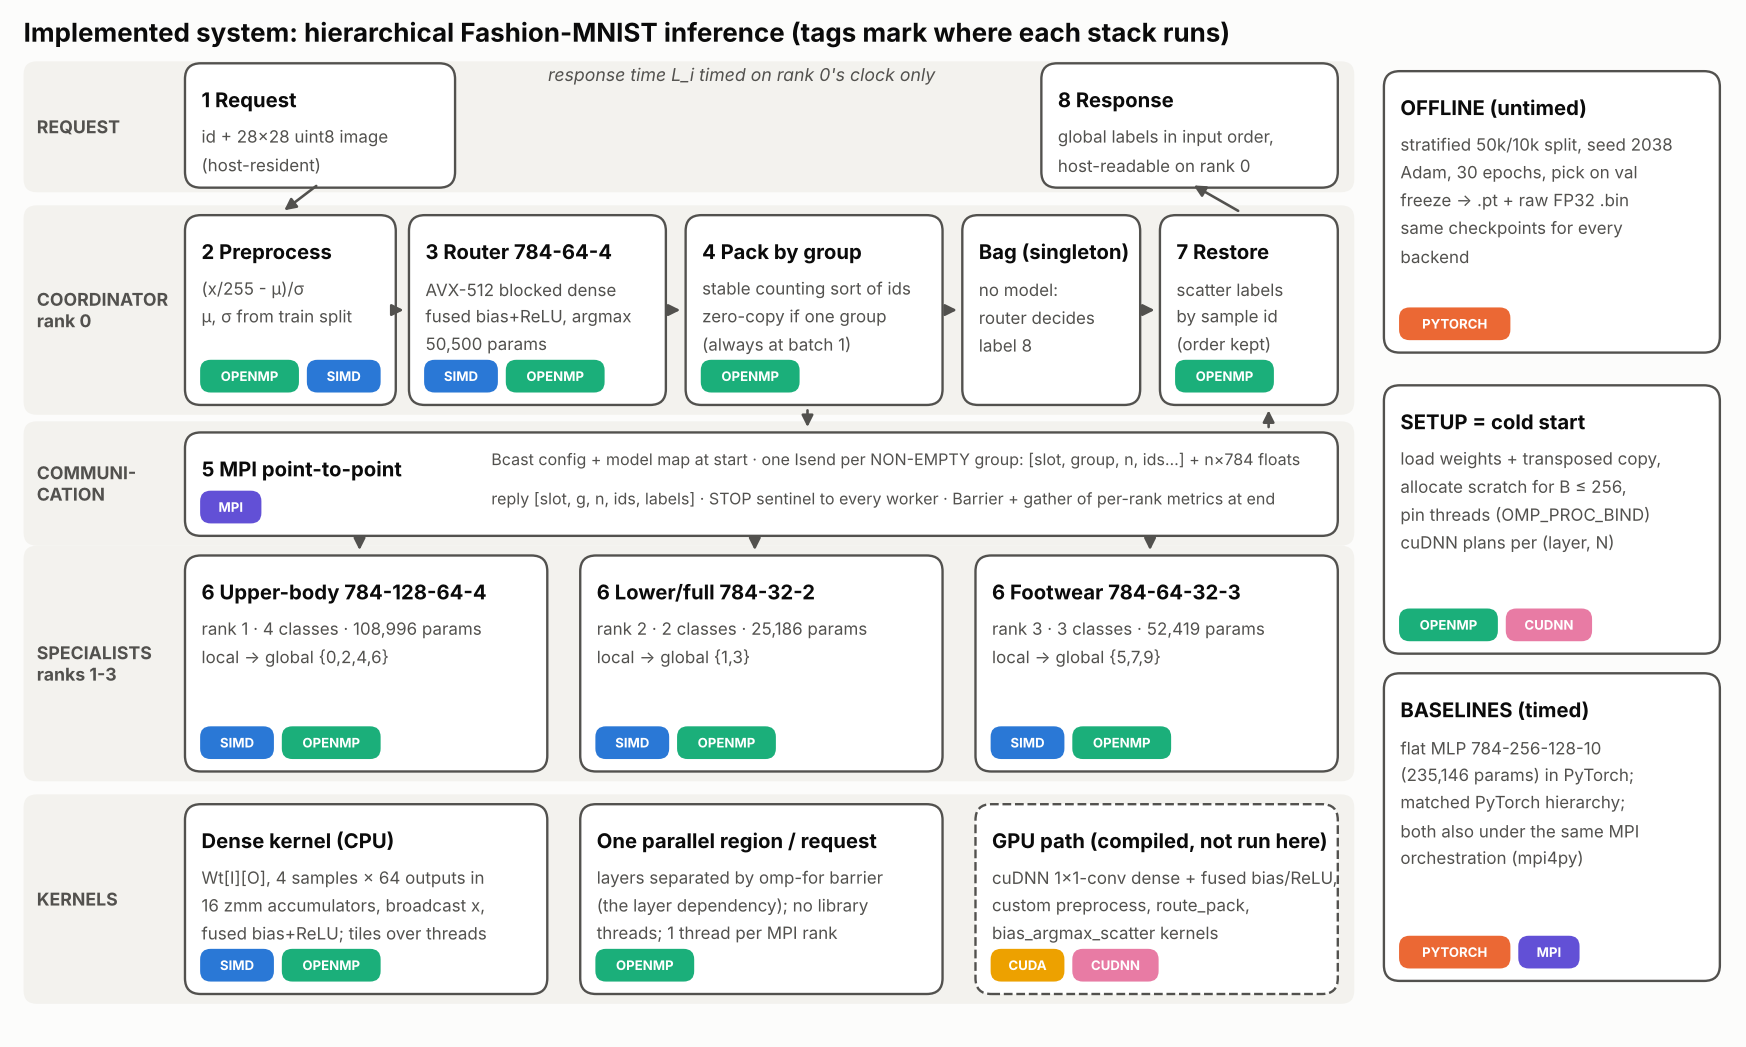 Implemented system: hierarchical Fashion-MNIST inference (tags mark where each stack runs)
response time L_i timed on rank 0's clock only
REQUEST
1 Request
id + 28×28 uint8 image
(host-resident)
8 Response
global labels in input order,
host-readable on rank 0
COORDINATOR
rank 0
2 Preprocess
(x/255 - μ)/σ
μ, σ from train split
OPENMP
SIMD
3 Router 784-64-4
AVX-512 blocked dense
fused bias+ReLU, argmax
50,500 params
SIMD
OPENMP
4 Pack by group
stable counting sort of ids
zero-copy if one group
(always at batch 1)
OPENMP
Bag (singleton)
no model:
router decides
label 8
7 Restore
scatter labels
by sample id
(order kept)
OPENMP
COMMUNI-
CATION
5 MPI point-to-point
MPI
Bcast config + model map at start · one Isend per NON-EMPTY group: [slot, group, n, ids...] + n×784 floats
reply [slot, g, n, ids, labels] · STOP sentinel to every worker · Barrier + gather of per-rank metrics at end
SPECIALISTS
ranks 1-3
6 Upper-body 784-128-64-4
rank 1 · 4 classes · 108,996 params
local → global {0,2,4,6}
SIMD
OPENMP
6 Lower/full 784-32-2
rank 2 · 2 classes · 25,186 params
local → global {1,3}
SIMD
OPENMP
6 Footwear 784-64-32-3
rank 3 · 3 classes · 52,419 params
local → global {5,7,9}
SIMD
OPENMP
KERNELS
Dense kernel (CPU)
Wt[I][O], 4 samples × 64 outputs in
16 zmm accumulators, broadcast x,
fused bias+ReLU; tiles over threads
SIMD
OPENMP
One parallel region / request
layers separated by omp-for barrier
(the layer dependency); no library
threads; 1 thread per MPI rank
OPENMP
GPU path (compiled, not run here)
cuDNN 1×1-conv dense + fused bias/ReLU,
custom preprocess, route_pack,
bias_argmax_scatter kernels
CUDA
CUDNN
OFFLINE (untimed)
stratified 50k/10k split, seed 2038
Adam, 30 epochs, pick on val
freeze → .pt + raw FP32 .bin
same checkpoints for every
backend
PYTORCH
SETUP = cold start
load weights + transposed copy,
allocate scratch for B ≤ 256,
pin threads (OMP_PROC_BIND)
cuDNN plans per (layer, N)
OPENMP
CUDNN
BASELINES (timed)
flat MLP 784-256-128-10
(235,146 params) in PyTorch;
matched PyTorch hierarchy;
both also under the same MPI
orchestration (mpi4py)
PYTORCH
MPI